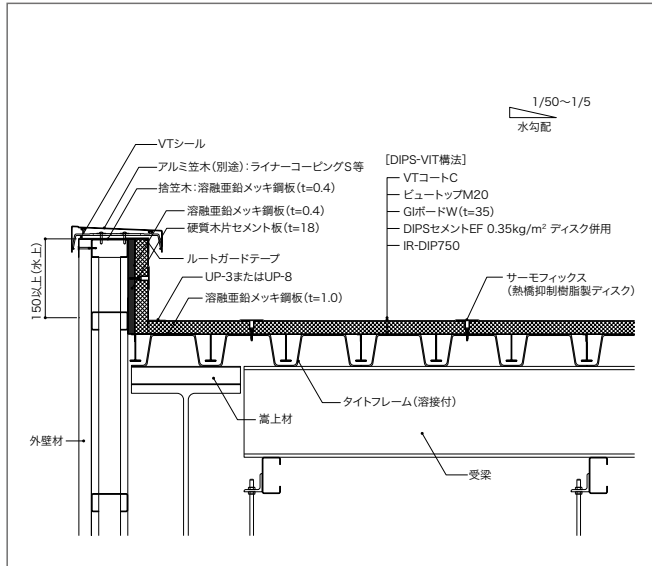 1/50～1/5
水勾配
VTシール
アルミ笠木（別途）：ライナーコーピングS等
捨笠木：溶融亜鉛メッキ鋼板（t=0.4）
溶融亜鉛メッキ鋼板（t=0.4）
硬質木片セメント板（t=18）
ルートガードテープ
UP-3またはUP-8
溶融亜鉛メッキ鋼板（t=1.0）
150以上（水上）
[DIPS-VIT構法]
VTコートC
ビュートップM20
GIボードW（t=35）
DIPSセメントEF 0.35kg/m² ディスク併用
IR-DIP750
サーモフィックス
（熱橋抑制樹脂製ディスク）
タイトフレーム（溶接付）
嵩上材
外壁材
受梁